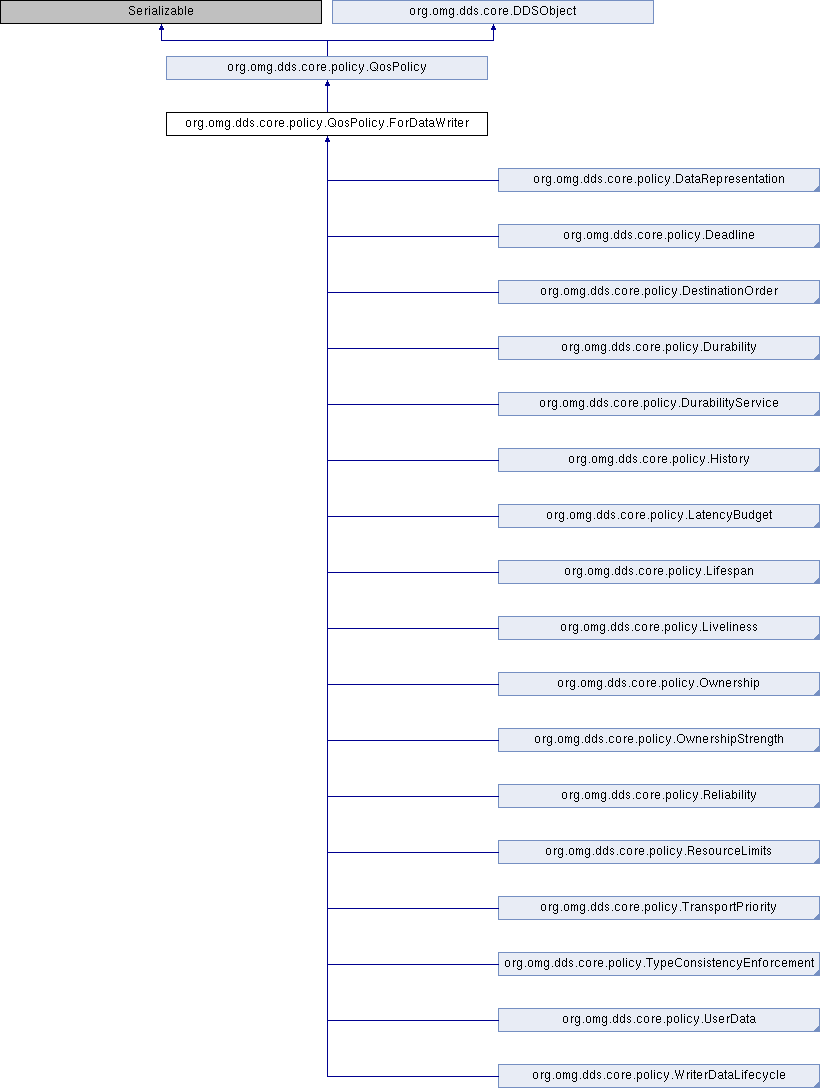 Serializable
org.omg.dds.core.DDSObject
org.omg.dds.core.policy.QosPolicy
org.omg.dds.core.policy.QosPolicy.ForDataWriter
org.omg.dds.core.policy.DataRepresentation
org.omg.dds.core.policy.Deadline
org.omg.dds.core.policy.DestinationOrder
org.omg.dds.core.policy.Durability
org.omg.dds.core.policy.DurabilityService
org.omg.dds.core.policy.History
org.omg.dds.core.policy.LatencyBudget
org.omg.dds.core.policy.Lifespan
org.omg.dds.core.policy.Liveliness
org.omg.dds.core.policy.Ownership
org.omg.dds.core.policy.OwnershipStrength
org.omg.dds.core.policy.Reliability
org.omg.dds.core.policy.ResourceLimits
org.omg.dds.core.policy.TransportPriority
org.omg.dds.core.policy.TypeConsistencyEnforcement
org.omg.dds.core.policy.UserData
org.omg.dds.core.policy.WriterDataLifecycle